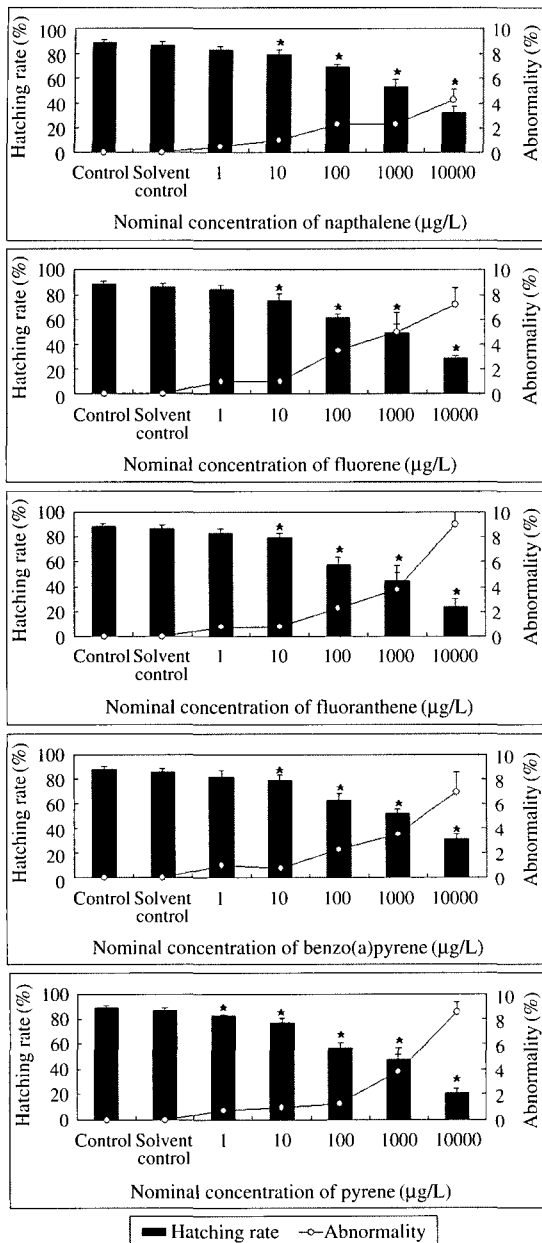 Hatching rate (%)
100
80
60
40
20
0
10
8
6
4
2
0
Abnormality (%)
Control Solvent control 1 10 100 1000 10000
★ ★ ★ ★
Nominal concentration of napthalene (μg/L)
Hatching rate (%)
100
80
60
40
20
0
10
8
6
4
2
0
Abnormality (%)
Control Solvent control 1 10 100 1000 10000
★ ★ ★ ★
Nominal concentration of fluorene (μg/L)
Hatching rate (%)
100
80
60
40
20
0
10
8
6
4
2
0
Abnormality (%)
Control Solvent control 1 10 100 1000 10000
★ ★ ★ ★
Nominal concentration of fluoranthene (μg/L)
Hatching rate (%)
100
80
60
40
20
0
10
8
6
4
2
0
Abnormality (%)
Control Solvent control 1 10 100 1000 10000
★ ★ ★ ★
Nominal concentration of benzo(a)pyrene (μg/L)
Hatching rate (%)
100
80
60
40
20
0
10
8
6
4
2
0
Abnormality (%)
Control Solvent control 1 10 100 1000 10000
★ ★ ★ ★ ★
Nominal concentration of pyrene (μg/L)
Hatching rate Abnormality